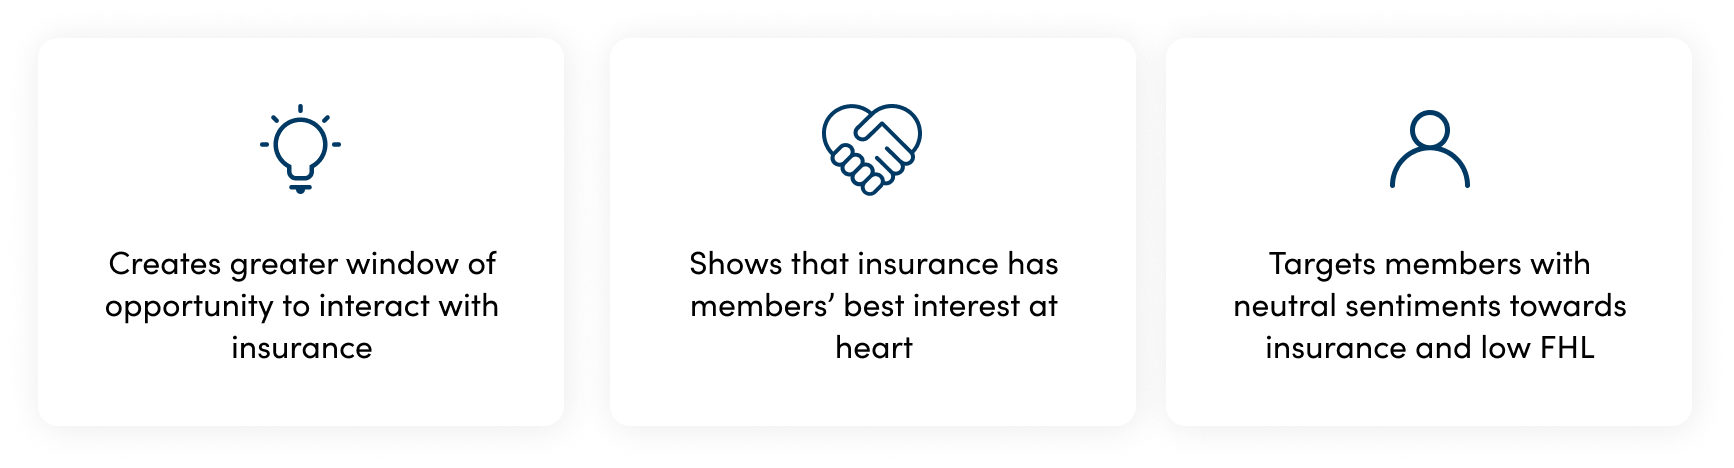 Creates greater window of
opportunity to interact with
insurance
Shows that insurance has
members’ best interest at
heart
Targets members with
neutral sentiments towards
insurance and low FHL